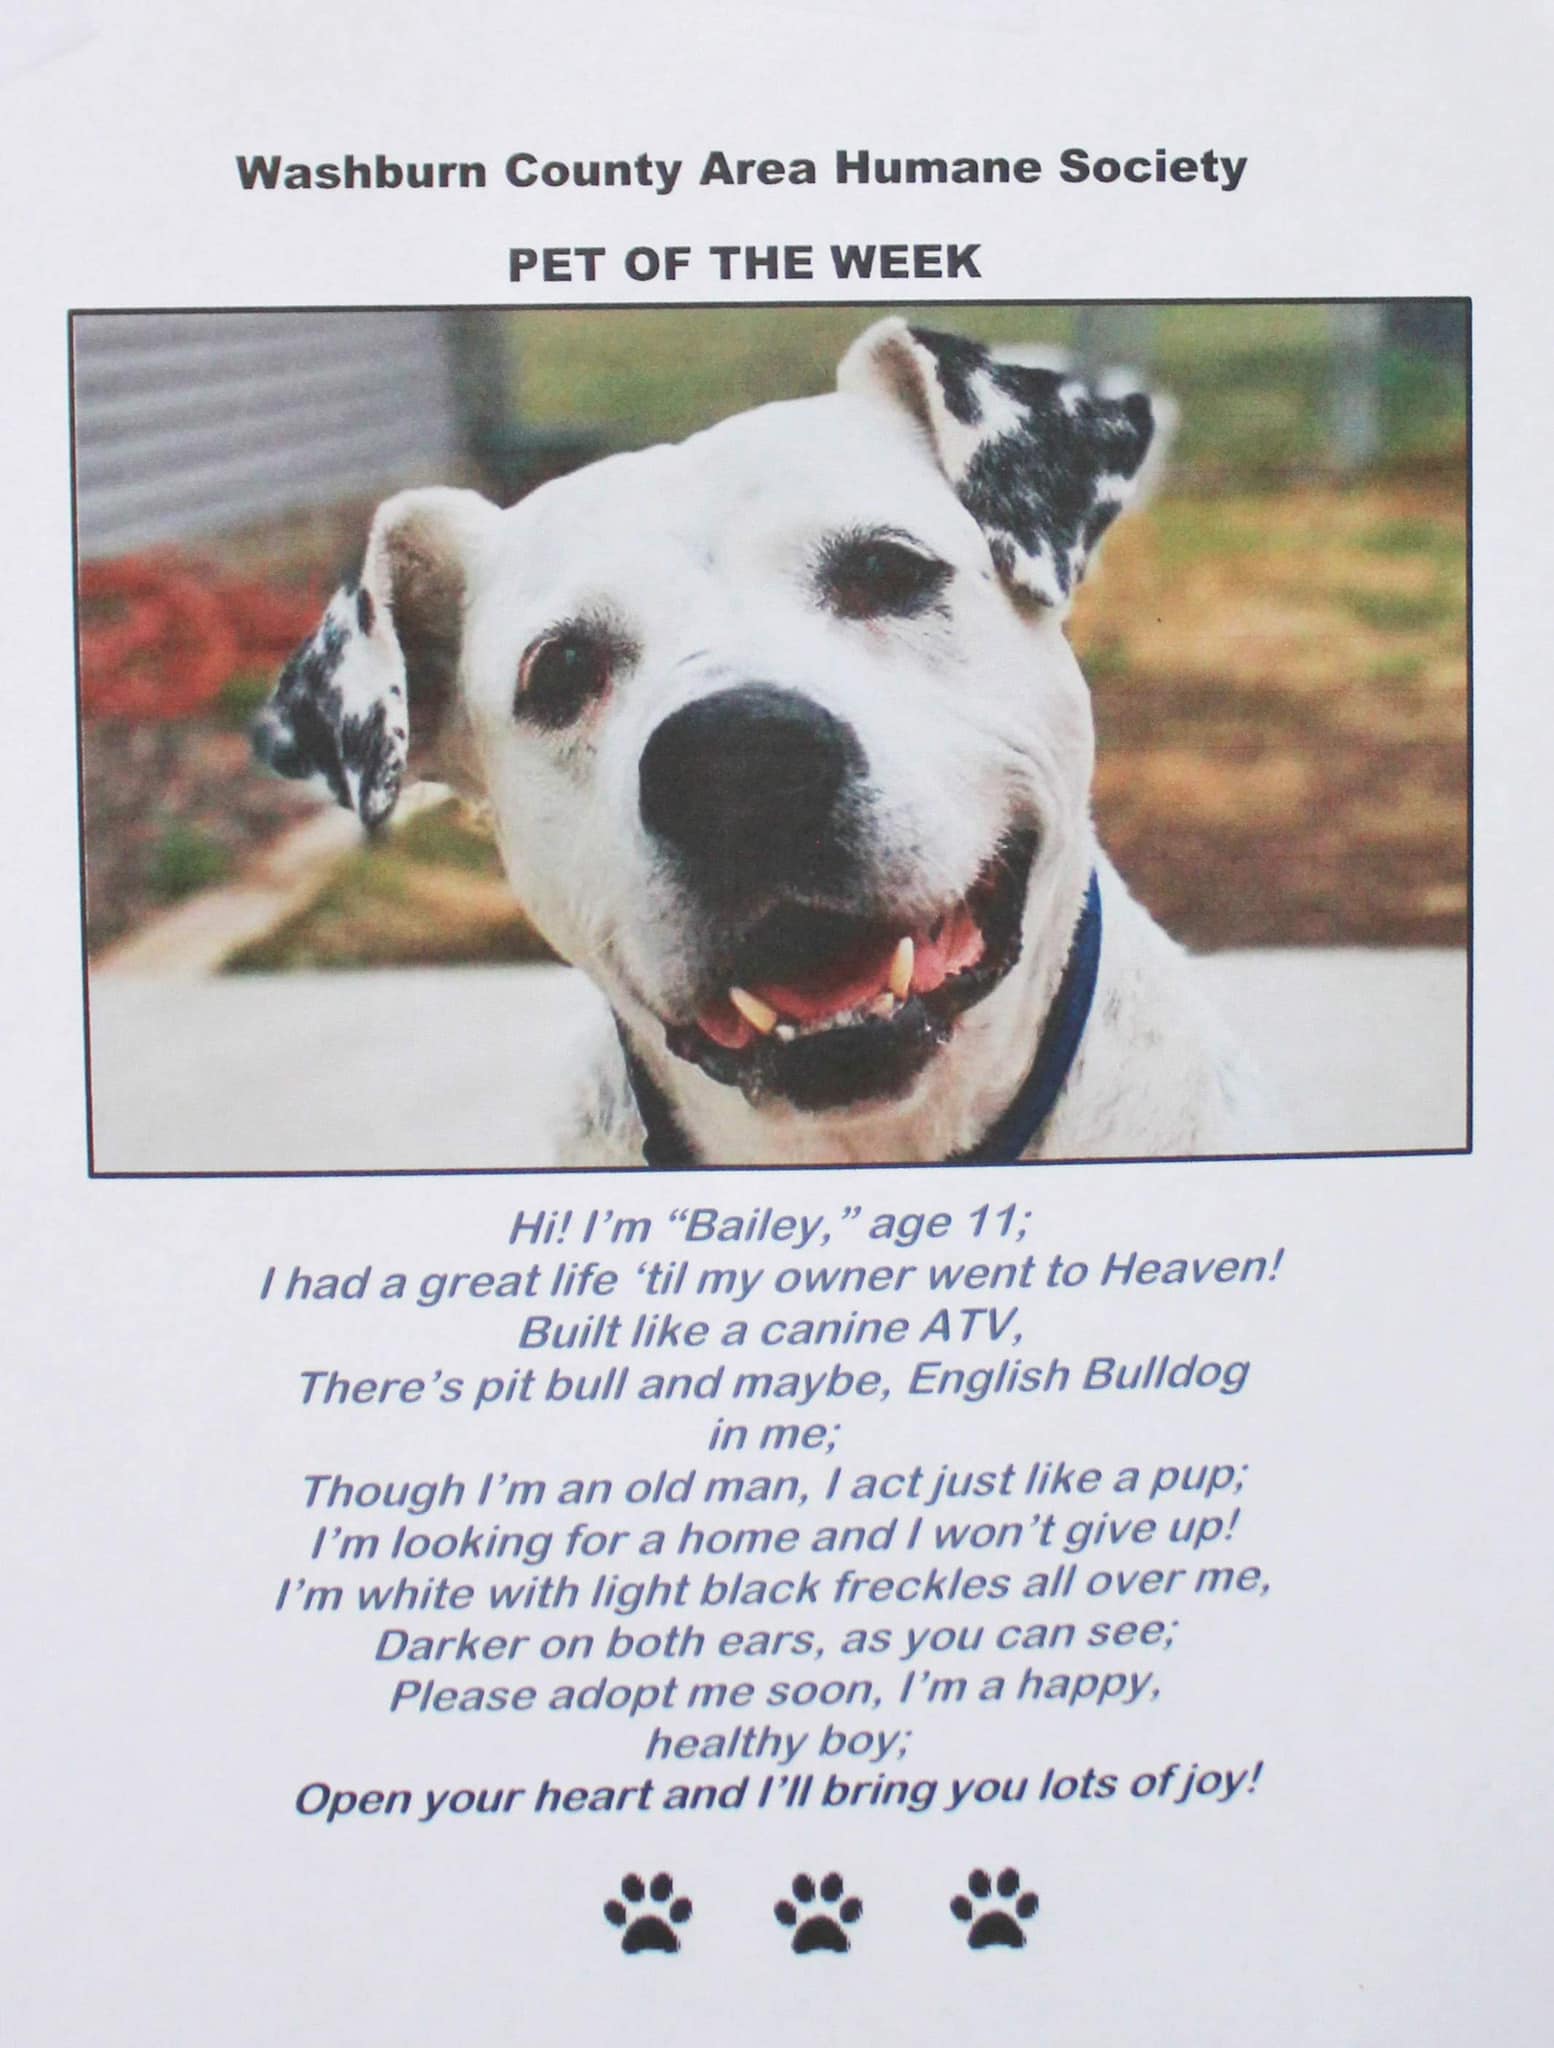 Washburn County Area Humane Society
PET OF THE WEEK
Hi! I'm “Bailey,” age 11;
I had a great life ‘til my owner went to Heaven!
Built like a canine ATV,
There’s pit bull and maybe, English Bulldog
in me;
Though I’m an old man, I act just like a pup;
I’m looking for a home and I won’t give up!
I’m white with light black freckles all over me,
Darker on both ears, as you can see;
Please adopt me soon, I’m a happy,
healthy boy;
Open your heart and I’ll bring you lots of joy!